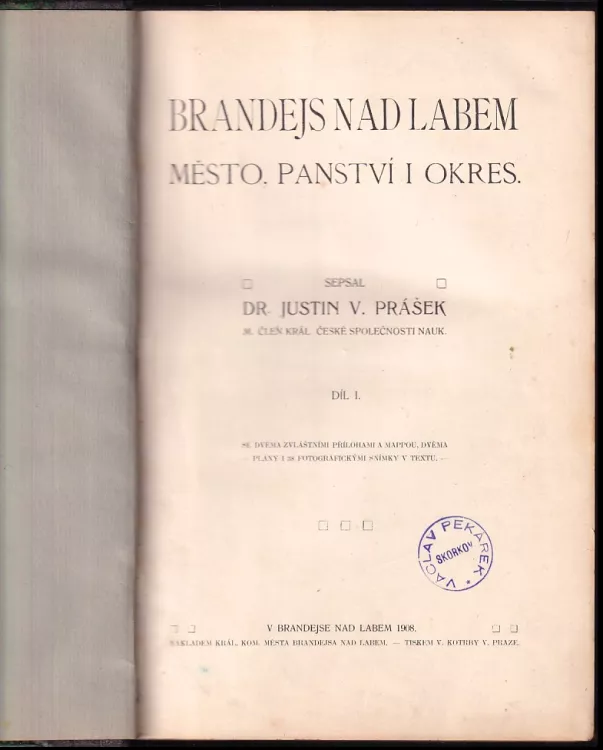 BRANDEJS NAD LABEM
MĚSTO, PANSTVÍ I OKRES.
SEPSAL
DR. JUSTIN V. PRÁŠEK
M. ČLEN KRÁL. ČESKÉ SPOLEČNOSTI NAUK.
DÍL I.
SE DVĚMA ZVLÁŠTNÍMI PŘÍLOHAMI A MAPPOU, DVĚMA
PLÁNY I 38 FOTOGRAFICKÝMI SNÍMKY V TEXTU.
VÁCLAV PEKÁREK
SKORKOV
V BRANDEJSE NAD LABEM 1908.
NÁKLADEM KRÁL. KOM. MĚSTA BRANDEJSA NAD LABEM. — TISKEM V. KOTRBY V PRAZE.